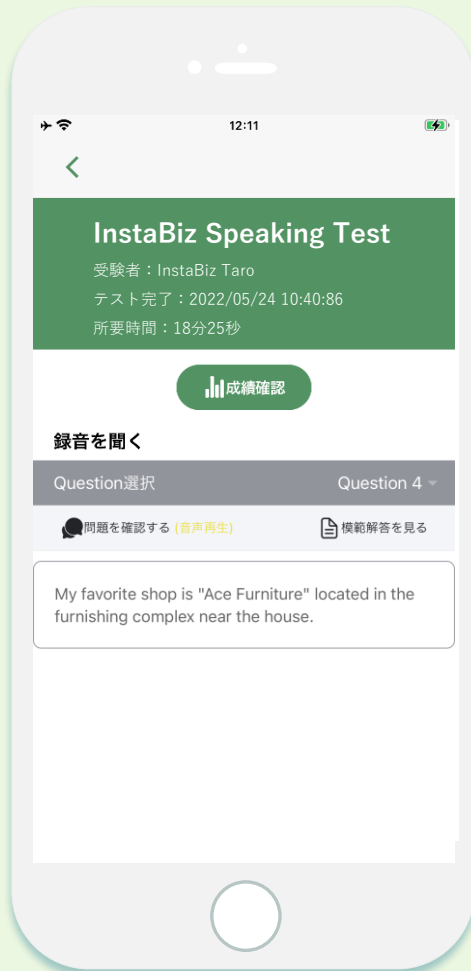 12:11
InstaBiz Speaking Test
受験者：InstaBiz Taro
テスト完了：2022/05/24 10:40:86
所要時間：18分25秒
成績確認
録音を聞く
Question選択 Question 4
問題を確認する (音声再生) 模範解答を見る
My favorite shop is "Ace Furniture" located in the
furnishing complex near the house.